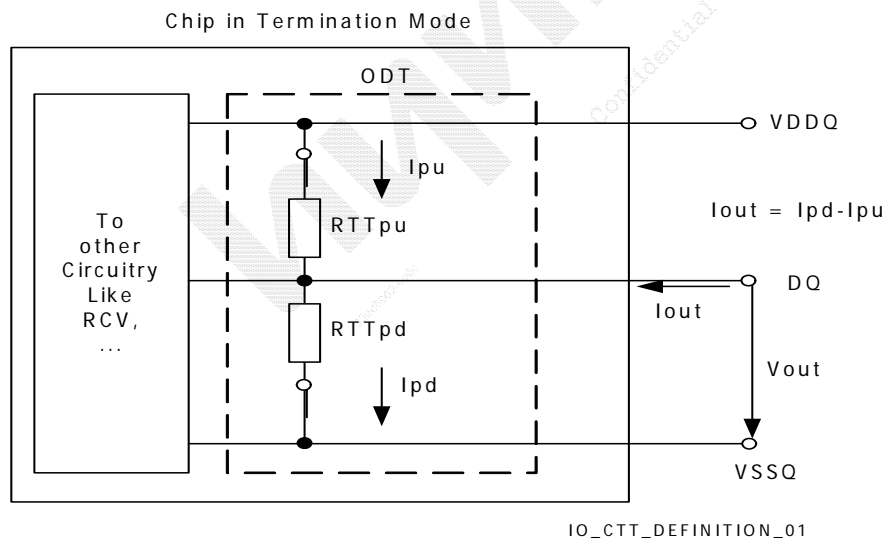 Chip in Termination Mode
ODT
VDDQ
Ipu
To
other
Circuitry
Like
RCV,
...
RTTpu
Iout = Ipd-Ipu
DQ
Iout
RTTpd
Vout
Ipd
VSSQ
IO_CTT_DEFINITION_01
Confidential